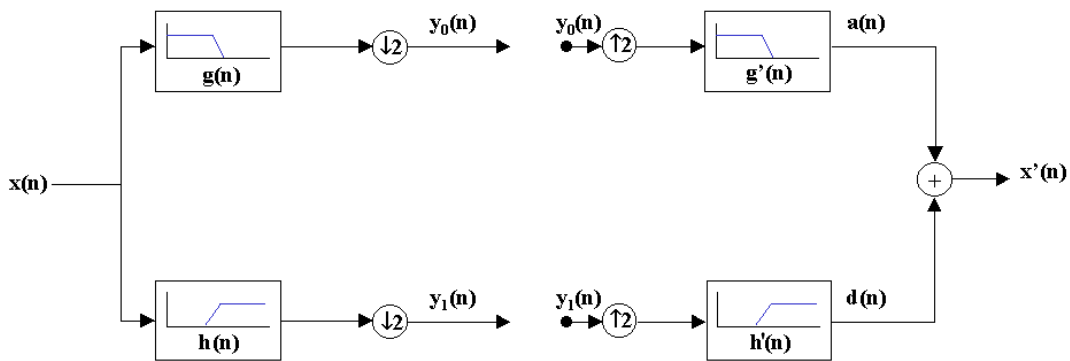 g(n)
↓2
y₀(n)
y₀(n)
↑2
g’(n)
a(n)
x(n)
+
x’(n)
h(n)
↓2
y₁(n)
y₁(n)
↑2
h'(n)
d(n)